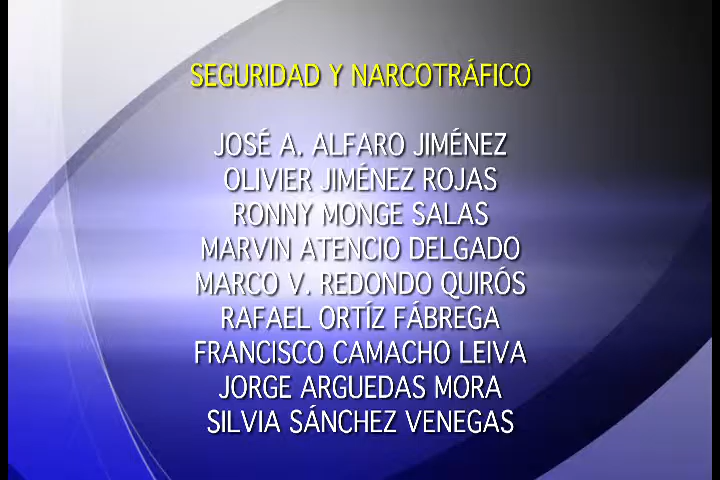 SEGURIDAD Y NARCOTRÁFICO
JOSÉ A. ALFARO JIMÉNEZ
OLIVIER JIMÉNEZ ROJAS
RONNY MONGE SALAS
MARVIN ATENCIO DELGADO
MARCO V. REDONDO QUIRÓS
RAFAEL ORTÍZ FÁBREGA
FRANCISCO CAMACHO LEIVA
JORGE ARGUEDAS MORA
SILVIA SÁNCHEZ VENEGAS